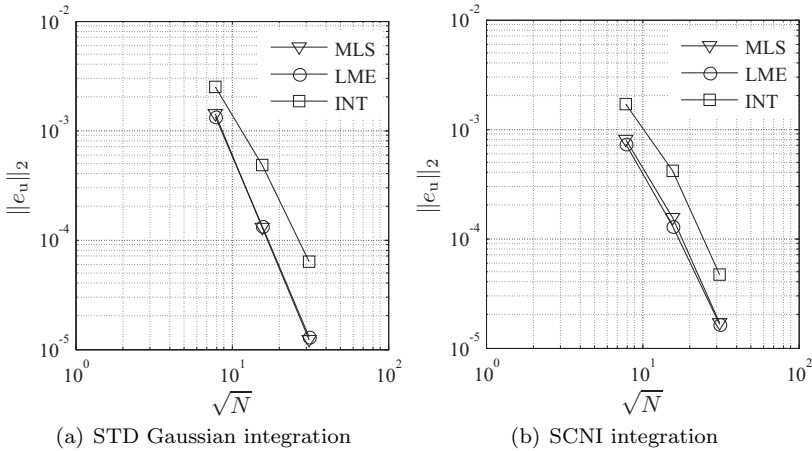 10^{-2}
10^{-3}
10^{-4}
10^{-5}
||e_u||_2
MLS
LME
INT
10^0
10^1
10^2
√N
(a) STD Gaussian integration
10^{-2}
10^{-3}
10^{-4}
10^{-5}
||e_u||_2
MLS
LME
INT
10^0
10^1
10^2
√N
(b) SCNI integration